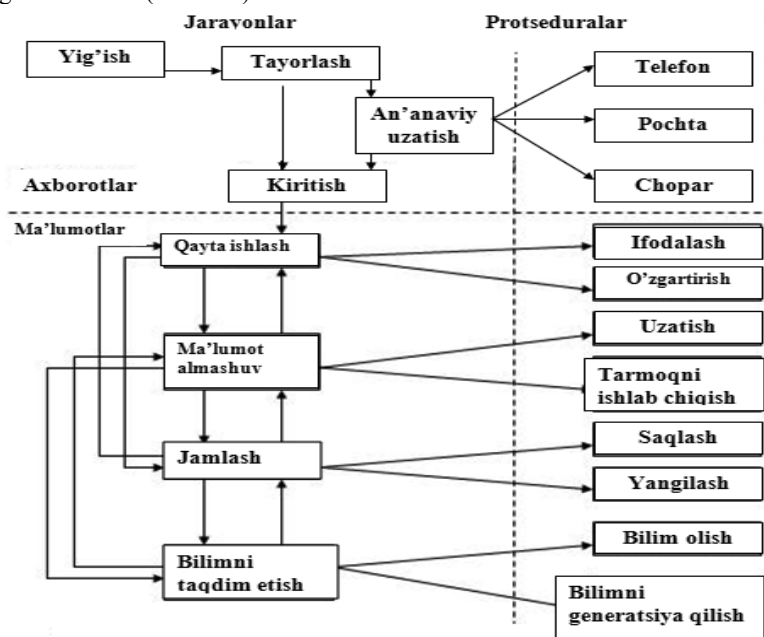 Jarayonlar
Protseduralar
Yig’ish
Tayorlash
Telefon
An’anaviy
uzatish
Pochta
Axborotlar
Kiritish
Chopar
Ma’lumotlar
Qayta ishlash
Ifodalash
O’zgartirish
Ma’lumot
almashuv
Uzatish
Tarmoqni
ishlab chiqish
Jamlash
Saqlash
Yangilash
Bilimni
taqdim etish
Bilim olish
Bilimni
generatsiya qilish